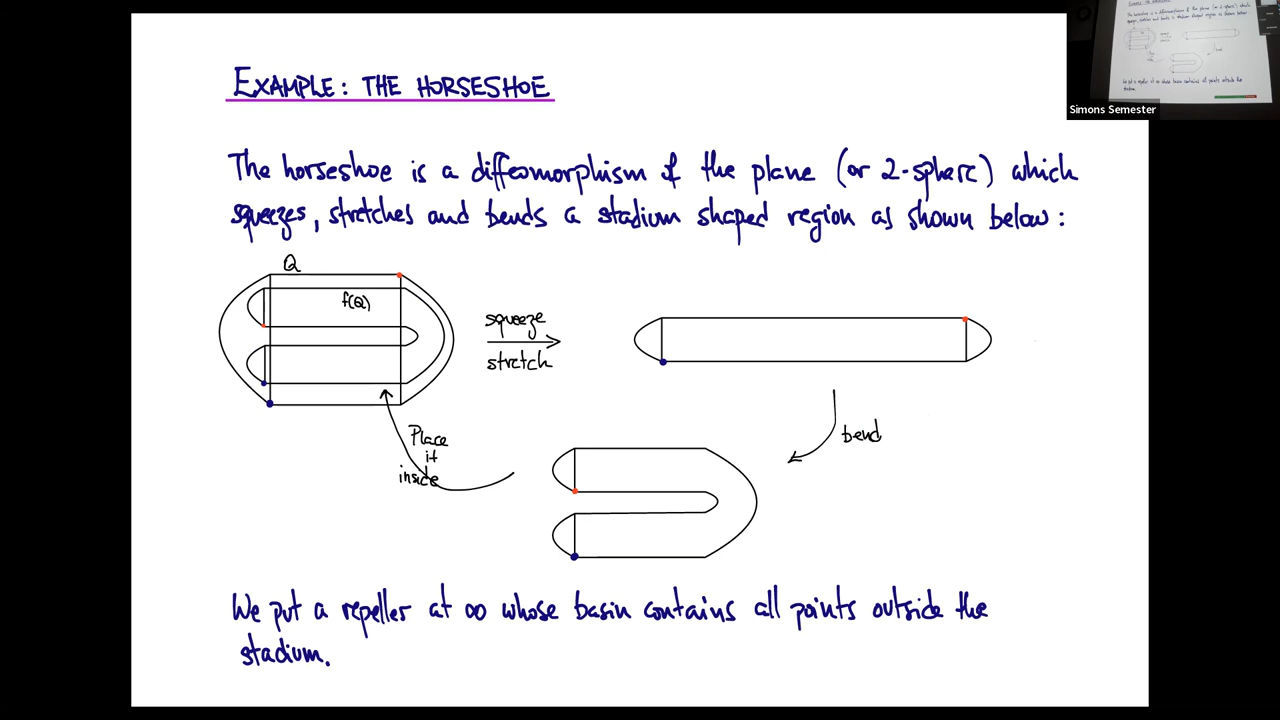 EXAMPLE: THE HORSESHOE
The horseshoe is a diffeomorphism of the plane (or 2-sphere) which
squeezes, stretches and bends a stadium shaped region as shown below:
Q
f(Q)
squeeze
stretch
bend
Place
it
inside
We put a repeller at ∞ whose basin contains all points outside the
stadium.
Simons Semester